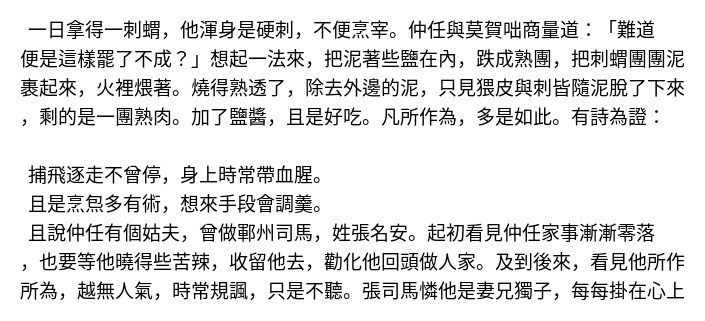 一日拿得一刺蝟，他渾身是硬刺，不便烹宰。仲任與莫賀咄商量道：「難道
便是這樣罷了不成？」想起一法來，把泥著些鹽在內，跌成熟團，把刺蝟團團泥
裹起來，火裡煨著。燒得熟透了，除去外邊的泥，只見猥皮與刺皆隨泥脫了下來
，剩的是一團熟肉。加了鹽醬，且是好吃。凡所作為，多是如此。有詩為證：
捕飛逐走不曾停，身上時常帶血腥。
且是烹炰多有術，想來手段會調羹。
且說仲任有個姑夫，曾做鄆州司馬，姓張名安。起初看見仲任家事漸漸零落
，也要等他曉得些苦辣，收留他去，勸化他回頭做人家。及到後來，看見他所作
所為，越無人氣，時常規諷，只是不聽。張司馬憐他是妻兄獨子，每每掛在心上